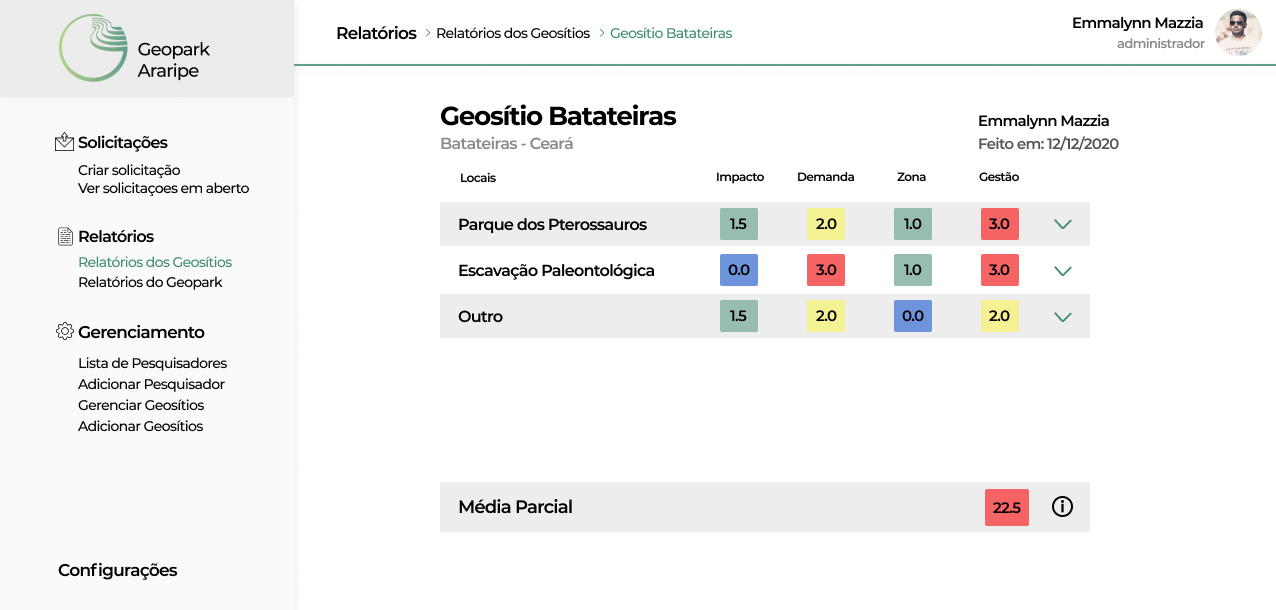 Geopark
Araripe
Relatórios > Relatórios dos Geosítios > Geosítio Batateiras
Emmalynn Mazzia
administrador
Solicitações
Criar solicitação
Ver solicitaçoes em aberto
Relatórios
Relatórios dos Geosítios
Relatórios do Geopark
Gerenciamento
Lista de Pesquisadores
Adicionar Pesquisador
Gerenciar Geosítios
Adicionar Geosítios
Configurações
Geosítio Batateiras
Batateiras - Ceará
Emmalynn Mazzia
Feito em: 12/12/2020
Locais Impacto Demanda Zona Gestão
Parque dos Pterossauros 1.5 2.0 1.0 3.0
Escavação Paleontológica 0.0 3.0 1.0 3.0
Outro 1.5 2.0 0.0 2.0
Média Parcial 22.5